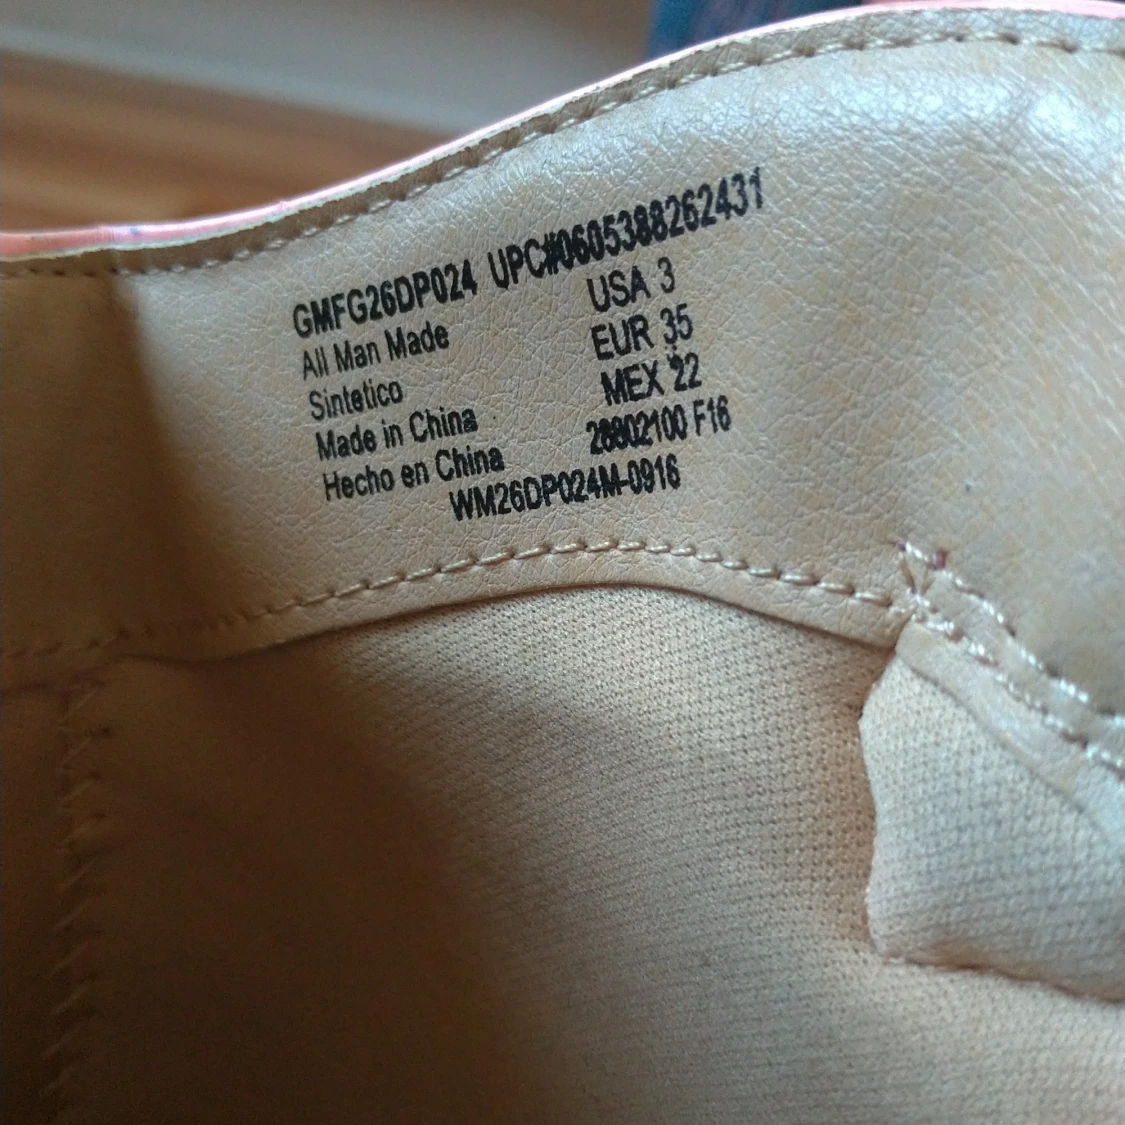 GMFG26DP024 UPC#0605388262431
All Man Made USA 3
Sintetico EUR 35
Made in China MEX 22
Hecho en China 28802100 F16
WM26DP024M-0916